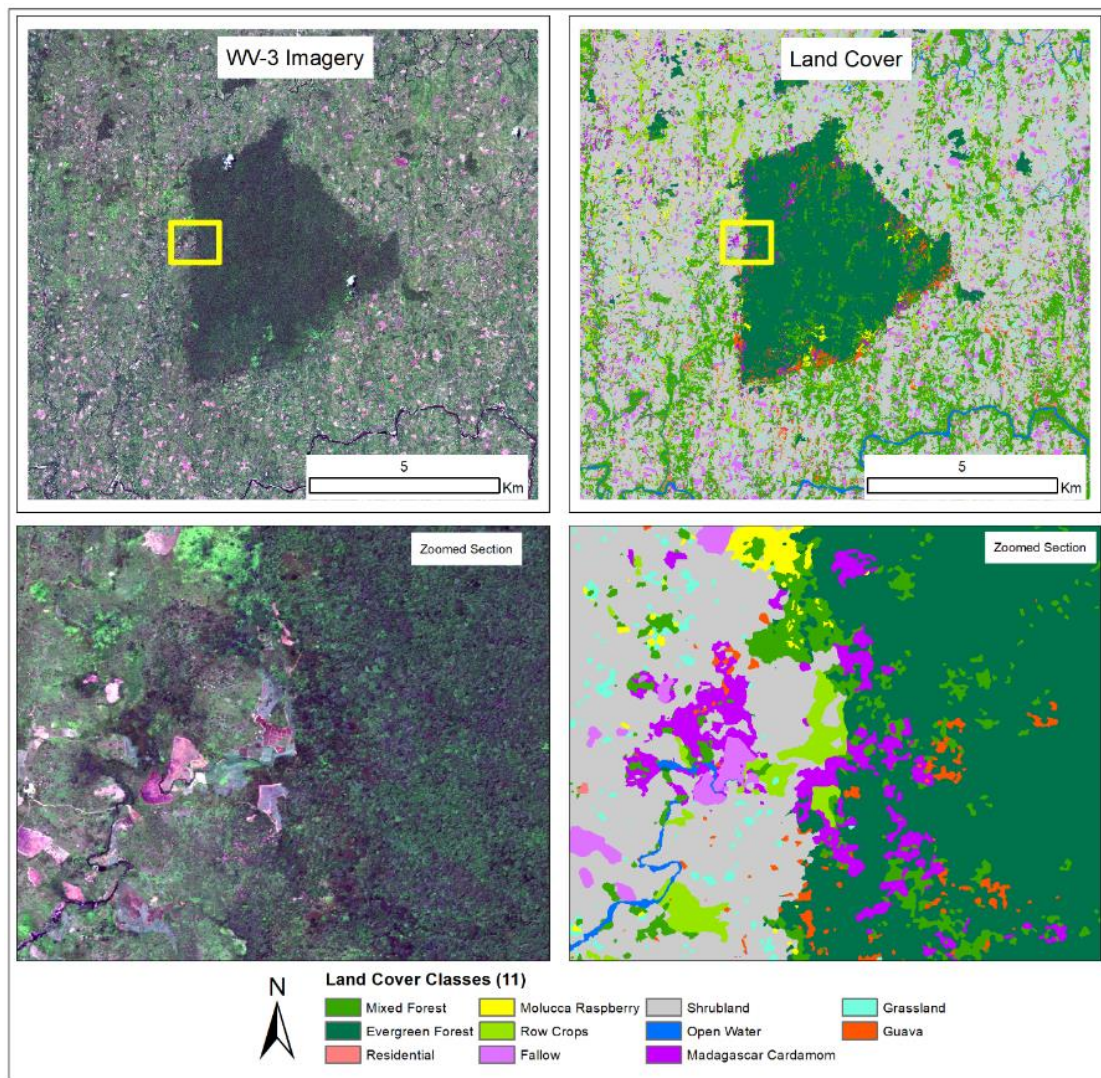 WV-3 Imagery
Land Cover
5
Km
5
Km
Zoomed Section
Zoomed Section
N
Land Cover Classes (11)
Mixed Forest
Molucca Raspberry
Shrubland
Grassland
Evergreen Forest
Row Crops
Open Water
Guava
Residential
Fallow
Madagascar Cardamom